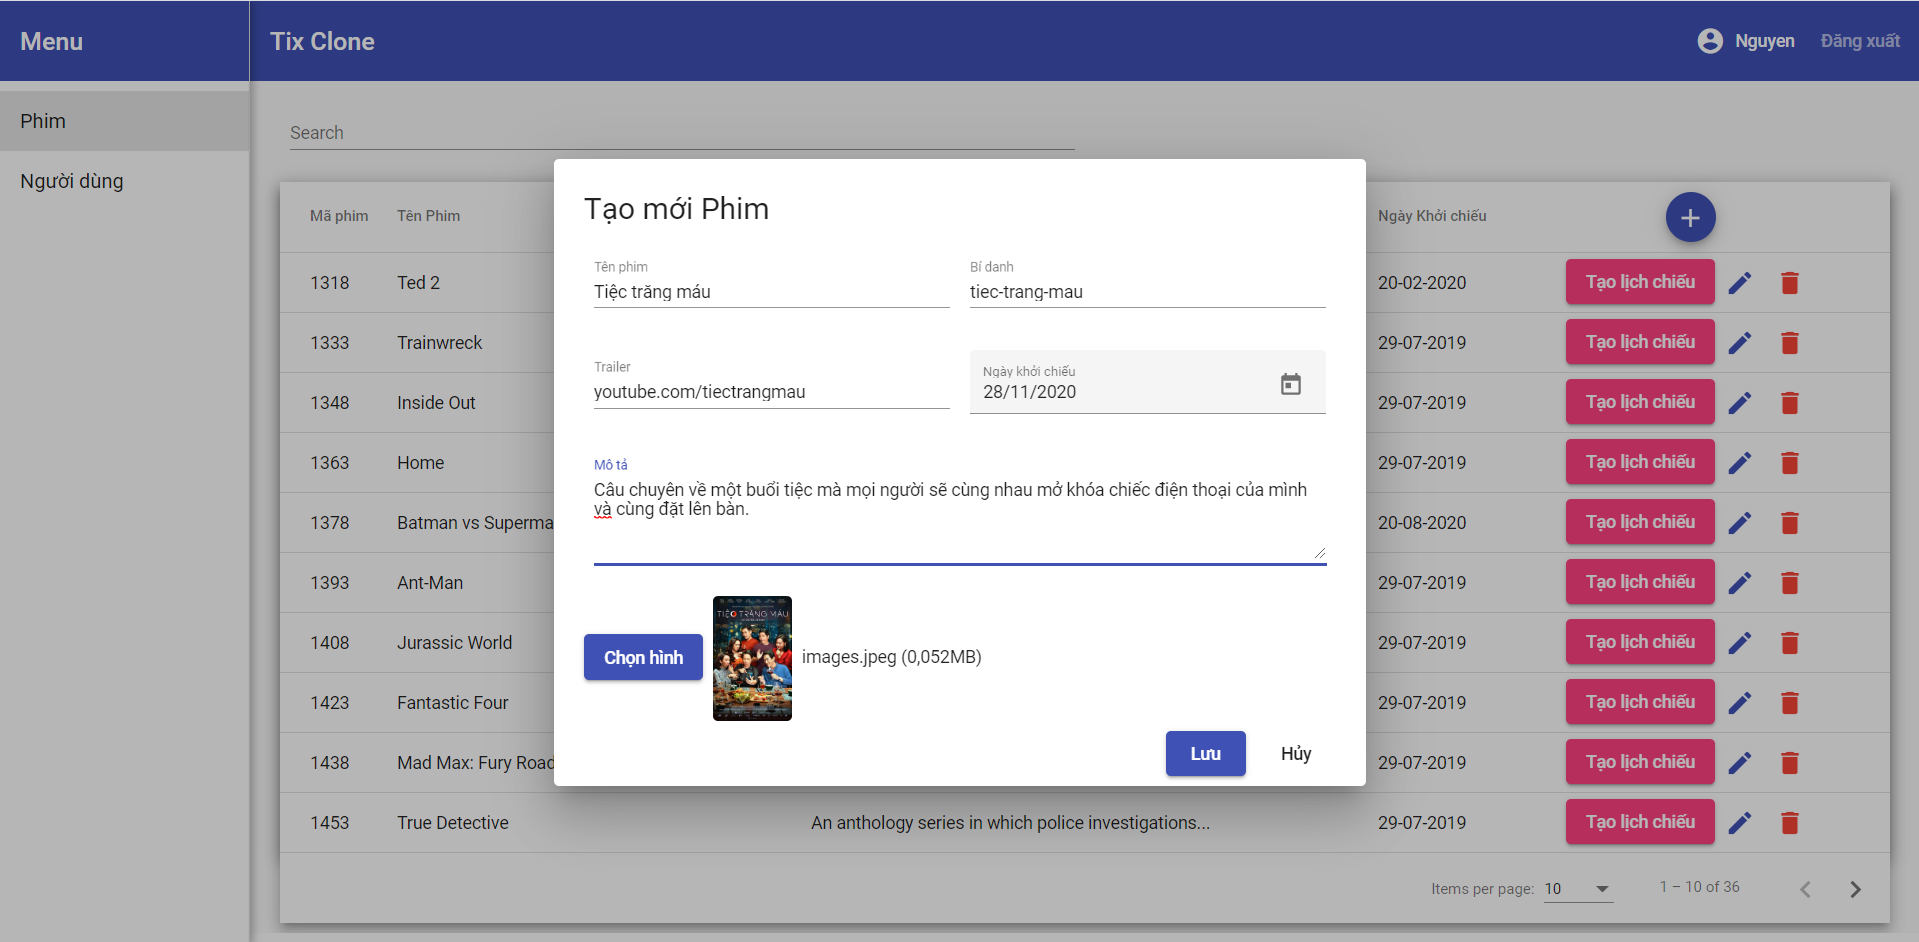 Menu
Tix Clone
Nguyen
Đăng xuất
Phim
Người dùng
Search
Mã phim
Tên Phim
Ngày Khởi chiếu
Tạo mới Phim
Tên phim
Tiệc trăng máu
Bí danh
tiec-trang-mau
Trailer
youtube.com/tiectrangmau
Ngày khởi chiếu
28/11/2020
Mô tả
Câu chuyên về một buổi tiệc mà mọi người sẽ cùng nhau mở khóa chiếc điện thoại của mình
và cùng đặt lên bàn.
Chọn hình
TIỆC TRĂNG MÁU
images.jpeg (0,052MB)
Lưu
Hủy
1318
Ted 2
20-02-2020
Tạo lịch chiếu
1333
Trainwreck
29-07-2019
Tạo lịch chiếu
1348
Inside Out
29-07-2019
Tạo lịch chiếu
1363
Home
29-07-2019
Tạo lịch chiếu
1378
Batman vs Superma
20-08-2020
Tạo lịch chiếu
1393
Ant-Man
29-07-2019
Tạo lịch chiếu
1408
Jurassic World
29-07-2019
Tạo lịch chiếu
1423
Fantastic Four
29-07-2019
Tạo lịch chiếu
1438
Mad Max: Fury Road
29-07-2019
Tạo lịch chiếu
1453
True Detective
An anthology series in which police investigations...
29-07-2019
Tạo lịch chiếu
Items per page:
10
1 – 10 of 36